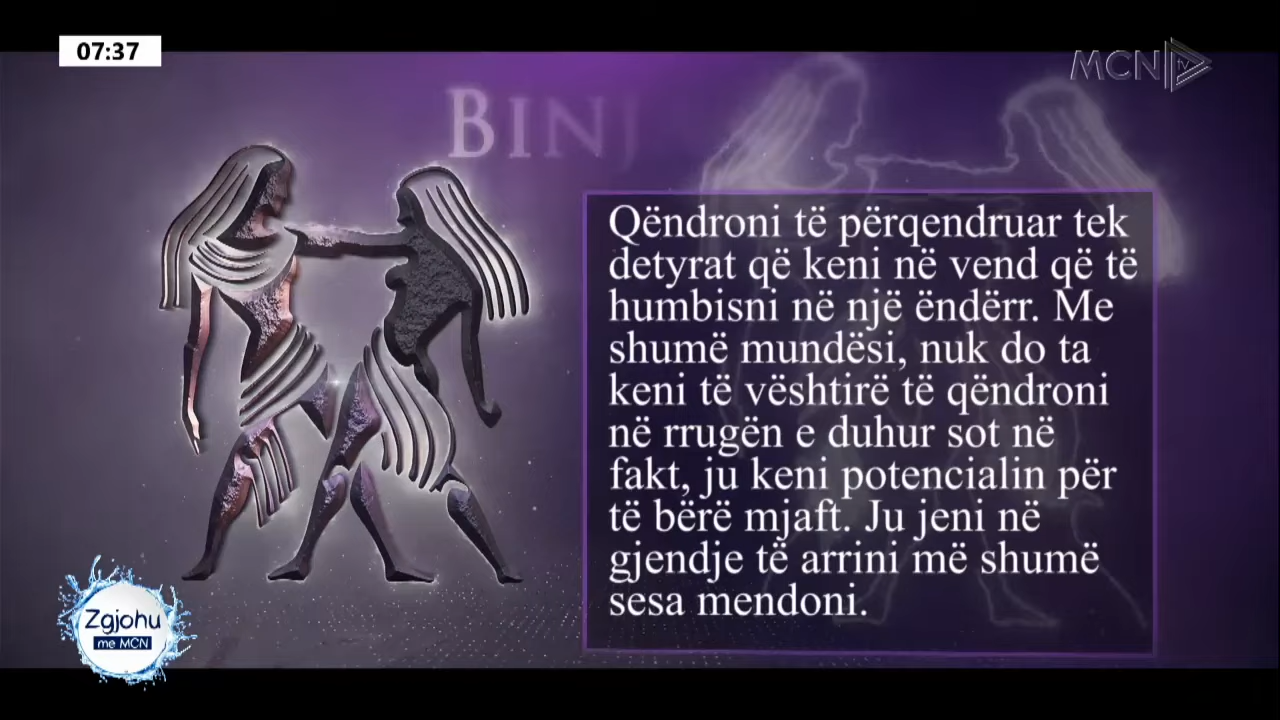 07:37
MCN TV
BINJ
Qëndroni të përqendruar tek
detyrat që keni në vend që të
humbisni në një ëndërr. Me
shumë mundësi, nuk do ta
keni të vështirë të qëndroni
në rrugën e duhur sot në
fakt, ju keni potencialin për
të bërë mjaft. Ju jeni në
gjendje të arrini më shumë
sesa mendoni.
Zgjohu
me MCN